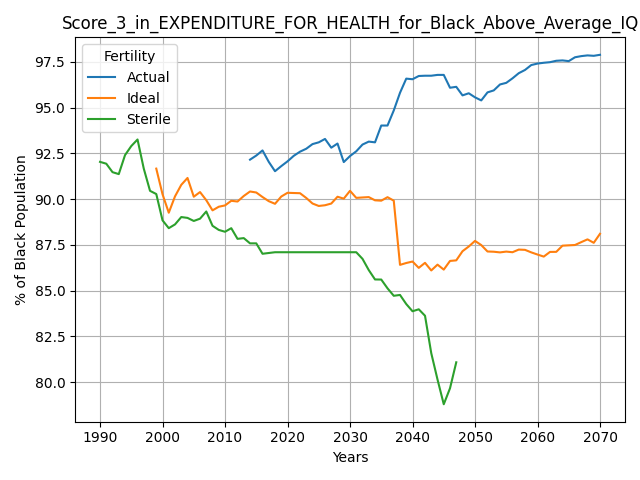 Score_3_in_EXPENDITURE_FOR_HEALTH_for_Black_Above_Average_IQ
Fertility
Actual
Ideal
Sterile
% of Black Population
97.5
95.0
92.5
90.0
87.5
85.0
82.5
80.0
1990 2000 2010 2020 2030 2040 2050 2060 2070
Years